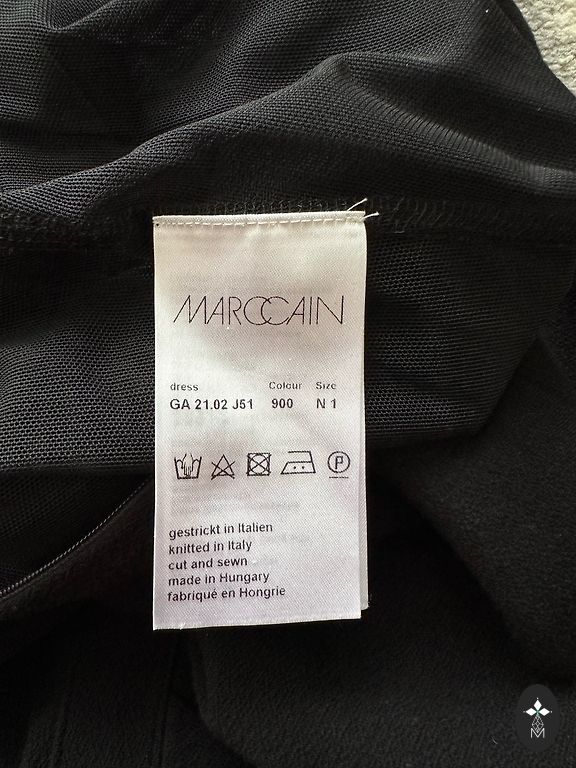 MARCCAIN
dress Colour Size
GA 21.02 J51 900 N 1
P
gestrickt in Italien
knitted in Italy
cut and sewn
made in Hungary
fabriqué en Hongrie
M